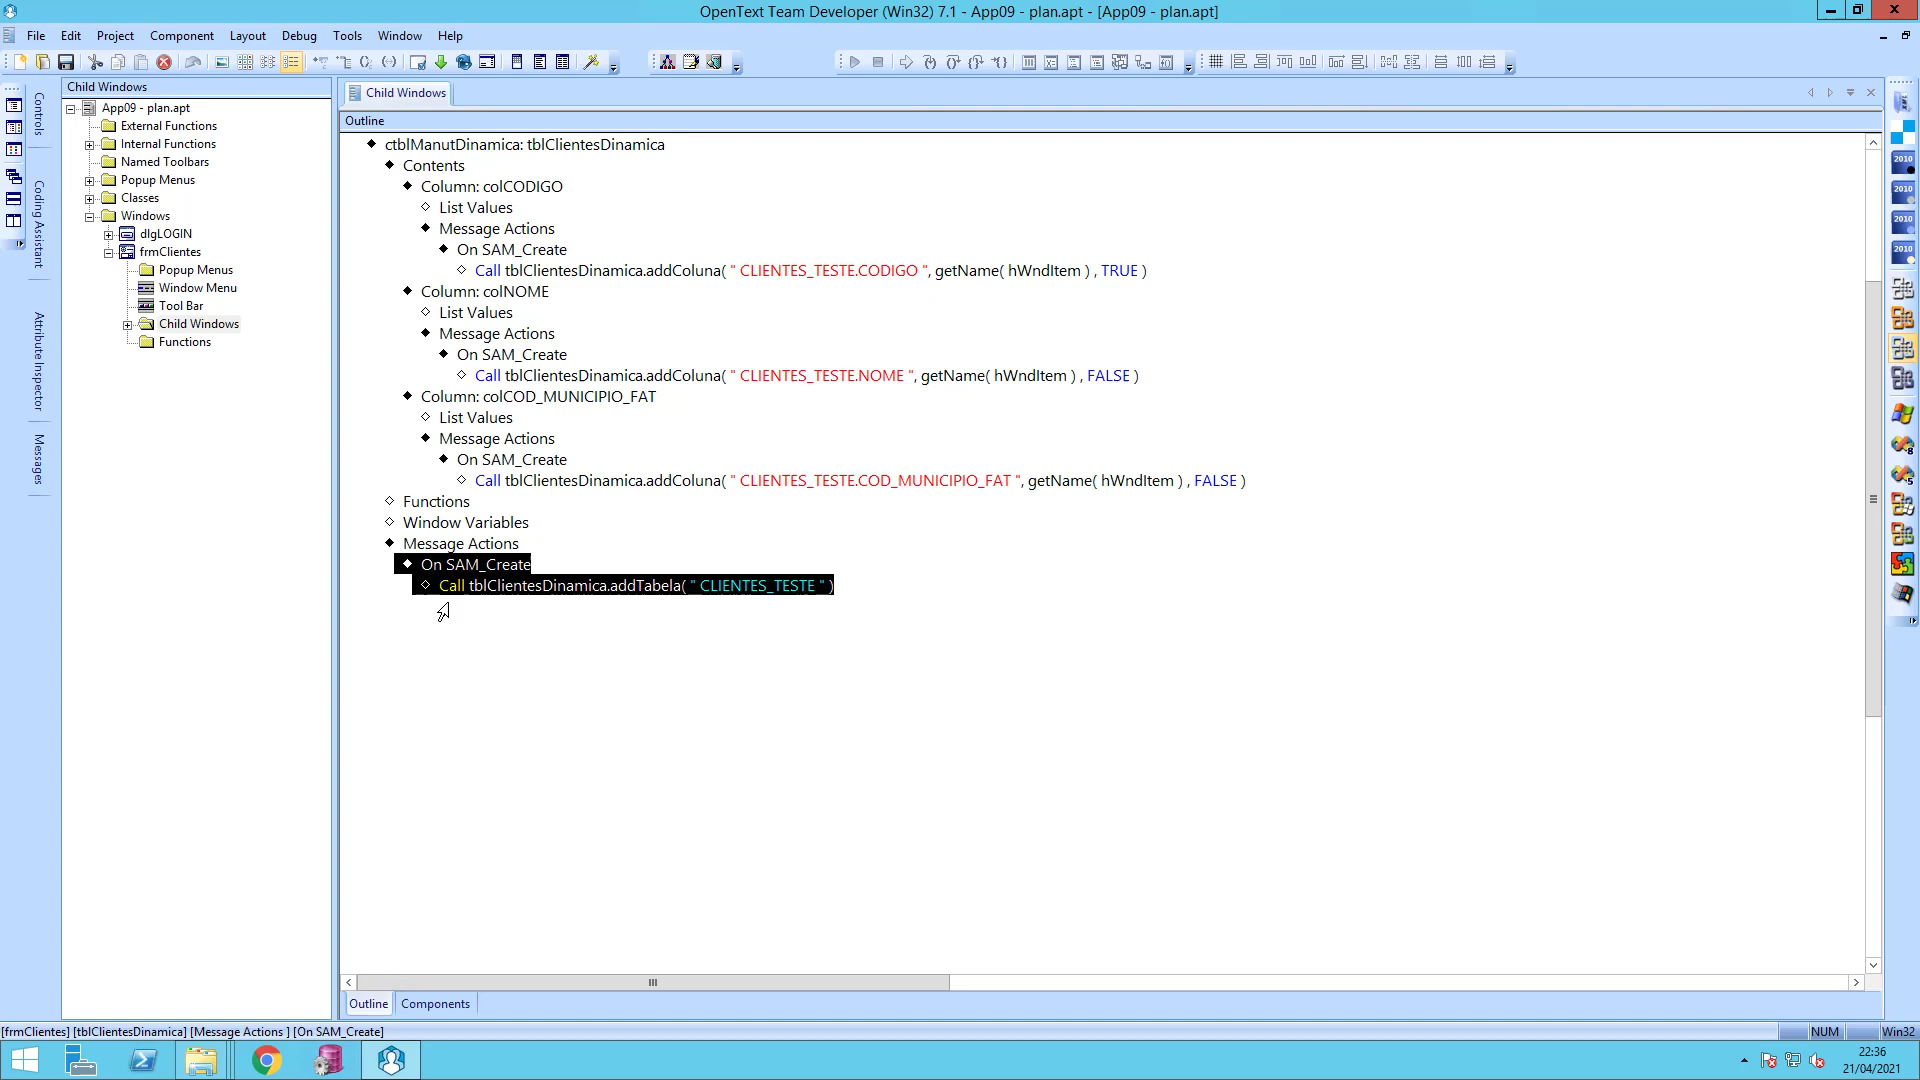 OpenText Team Developer (Win32) 7.1 - App09 - plan.apt - [App09 - plan.apt]
File Edit Project Component Layout Debug Tools Window Help
Child Windows
App09 - plan.apt
External Functions
Internal Functions
Named Toolbars
Popup Menus
Classes
Windows
dlgLOGIN
frmClientes
Popup Menus
Window Menu
Tool Bar
Child Windows
Functions
Controls
Coding Assistant
Attribute Inspector
Messages
Child Windows
Outline
ctblManutDinamica: tblClientesDinamica
Contents
Column: colCODIGO
List Values
Message Actions
On SAM_Create
Call tblClientesDinamica.addColuna( " CLIENTES_TESTE.CODIGO ", getName( hWndItem ) , TRUE )
Column: colNOME
List Values
Message Actions
On SAM_Create
Call tblClientesDinamica.addColuna( " CLIENTES_TESTE.NOME ", getName( hWndItem ) , FALSE )
Column: colCOD_MUNICIPIO_FAT
List Values
Message Actions
On SAM_Create
Call tblClientesDinamica.addColuna( " CLIENTES_TESTE.COD_MUNICIPIO_FAT ", getName( hWndItem ) , FALSE )
Functions
Window Variables
Message Actions
On SAM_Create
Call tblClientesDinamica.addTabela( " CLIENTES_TESTE " )
2010
2010
2010
2010
Outline Components
[frmClientes] [tblClientesDinamica] [Message Actions ] [On SAM_Create]
NUM Win32
22:36
21/04/2021